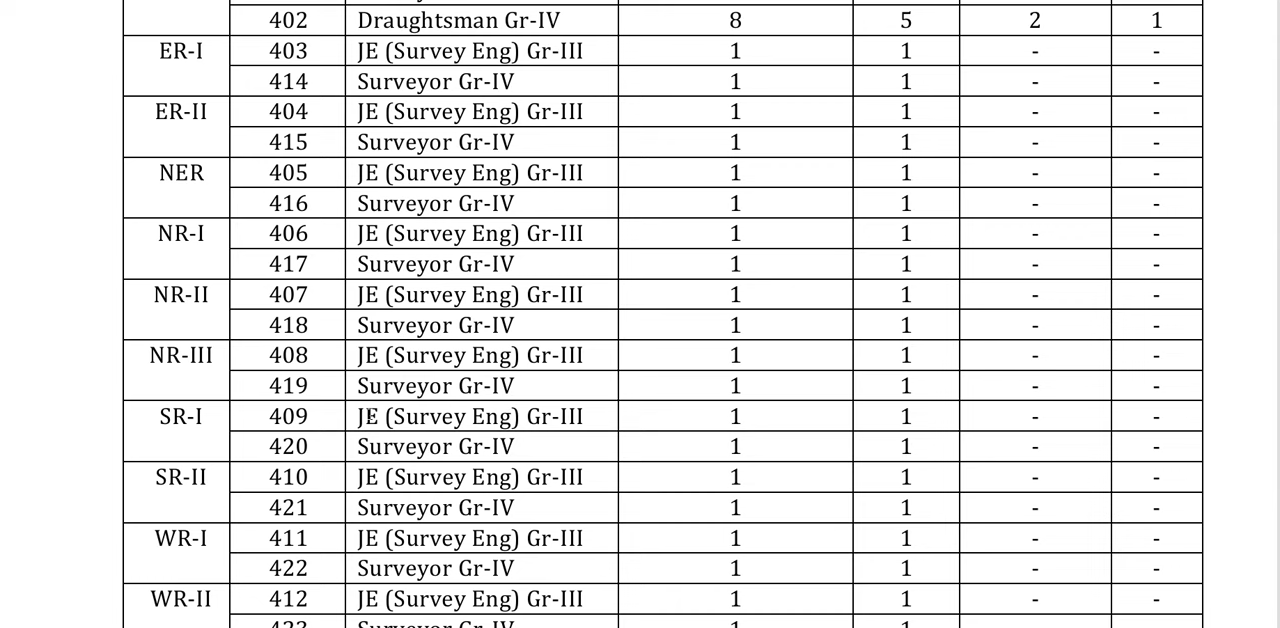 402 Draughtsman Gr-IV 8 5 2 1
ER-I 403 JE (Survey Eng) Gr-III 1 1 - -
414 Surveyor Gr-IV 1 1 - -
ER-II 404 JE (Survey Eng) Gr-III 1 1 - -
415 Surveyor Gr-IV 1 1 - -
NER 405 JE (Survey Eng) Gr-III 1 1 - -
416 Surveyor Gr-IV 1 1 - -
NR-I 406 JE (Survey Eng) Gr-III 1 1 - -
417 Surveyor Gr-IV 1 1 - -
NR-II 407 JE (Survey Eng) Gr-III 1 1 - -
418 Surveyor Gr-IV 1 1 - -
NR-III 408 JE (Survey Eng) Gr-III 1 1 - -
419 Surveyor Gr-IV 1 1 - -
SR-I 409 JE (Survey Eng) Gr-III 1 1 - -
420 Surveyor Gr-IV 1 1 - -
SR-II 410 JE (Survey Eng) Gr-III 1 1 - -
421 Surveyor Gr-IV 1 1 - -
WR-I 411 JE (Survey Eng) Gr-III 1 1 - -
422 Surveyor Gr-IV 1 1 - -
WR-II 412 JE (Survey Eng) Gr-III 1 1 - -
423 Surveyor Gr-IV 1 1 - -